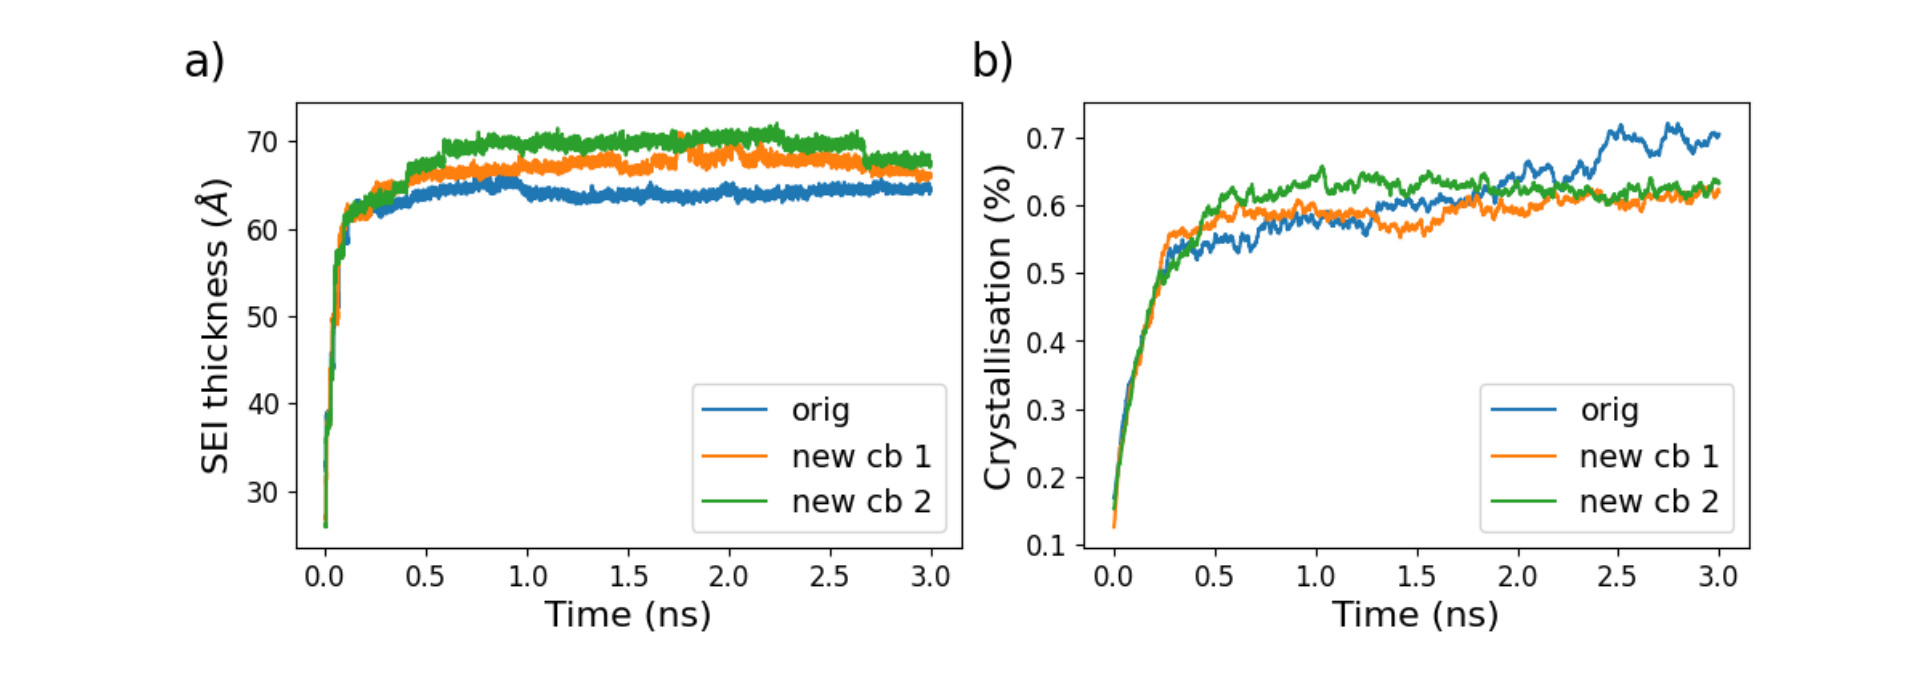 a)
SEI thickness (Å)
70
60
50
40
30
0.0 0.5 1.0 1.5 2.0 2.5 3.0
Time (ns)
orig
new cb 1
new cb 2
b)
Crystallisation (%)
0.7
0.6
0.5
0.4
0.3
0.2
0.1
0.0 0.5 1.0 1.5 2.0 2.5 3.0
Time (ns)
orig
new cb 1
new cb 2